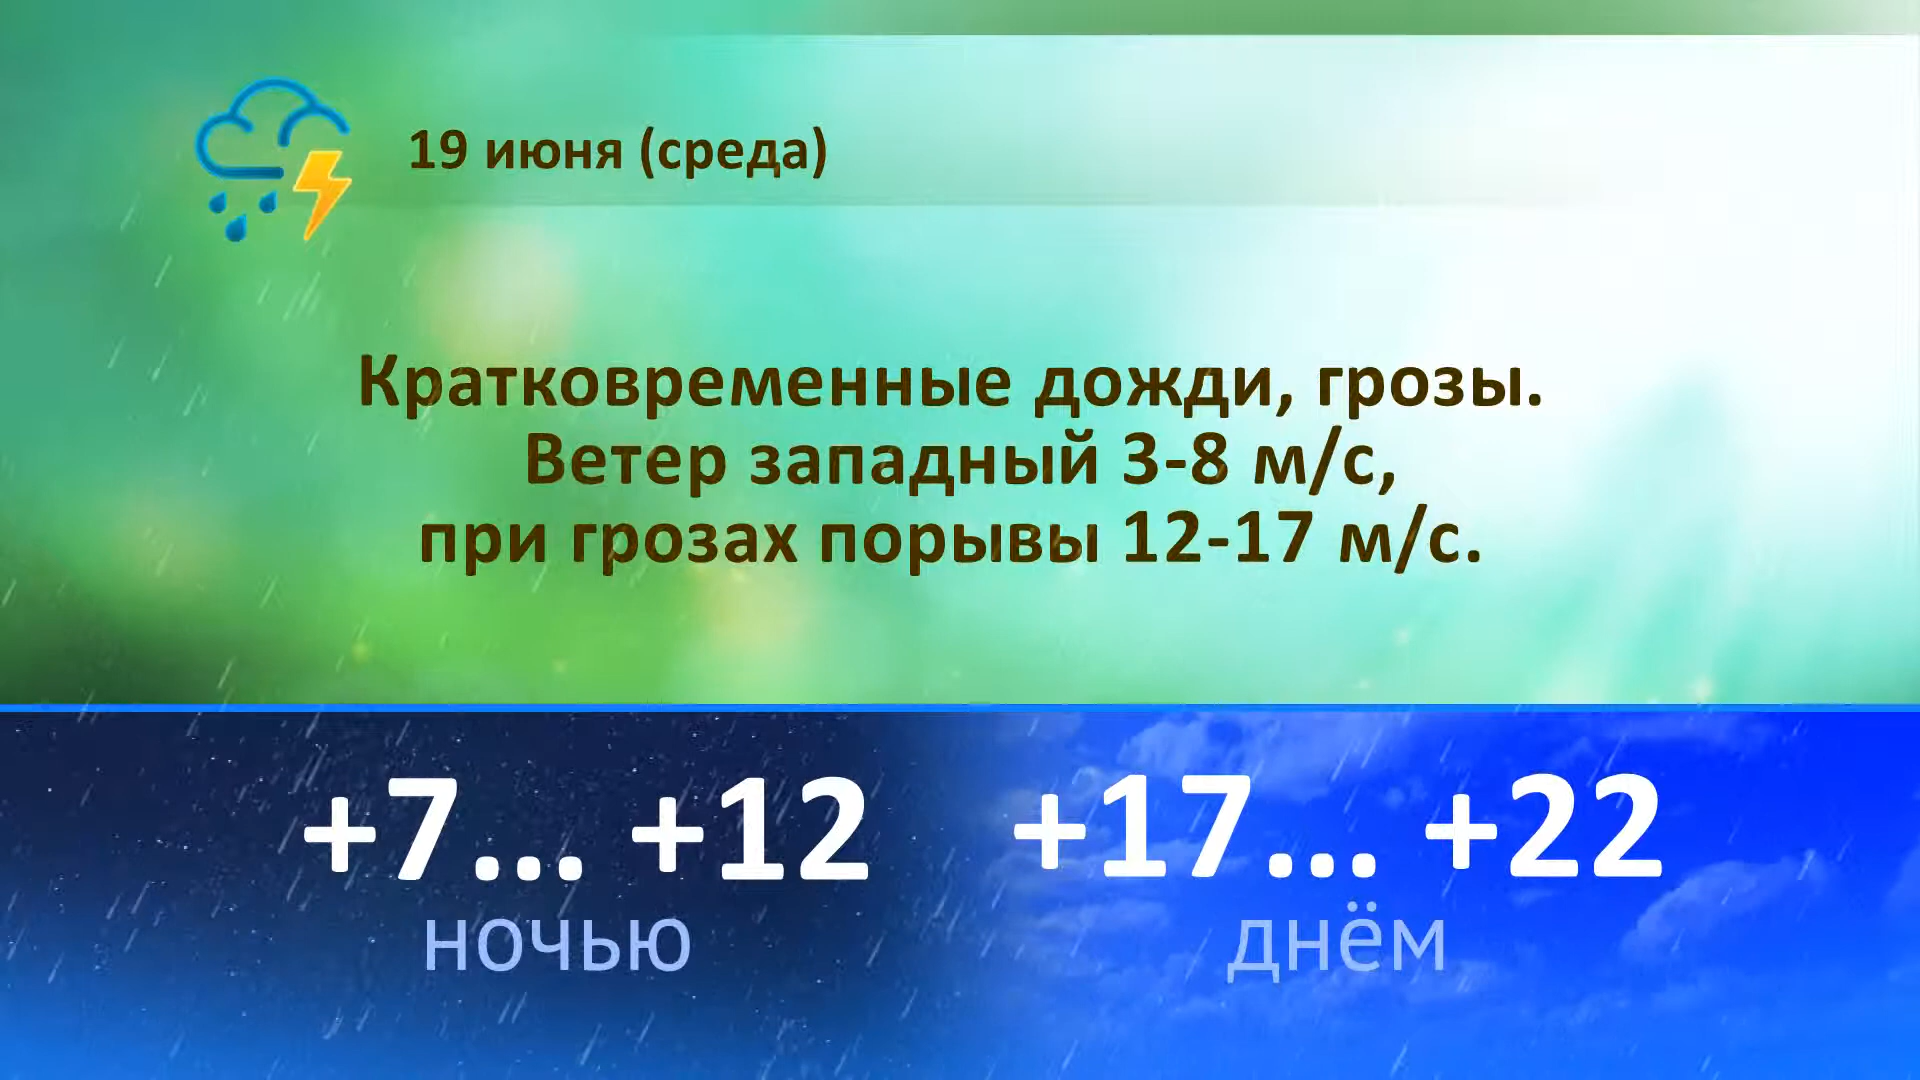 19 июня (среда)
Кратковременные дожди, грозы.
Ветер западный 3-8 м/с,
при грозах порывы 12-17 м/с.
+7... +12
ночью
+17... +22
днём